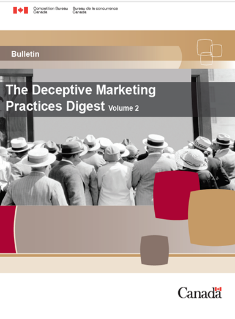 Competition Bureau Bureau de la concurrence
Canada Canada
Bulletin
The Deceptive Marketing
Practices Digest Volume 2
Canada